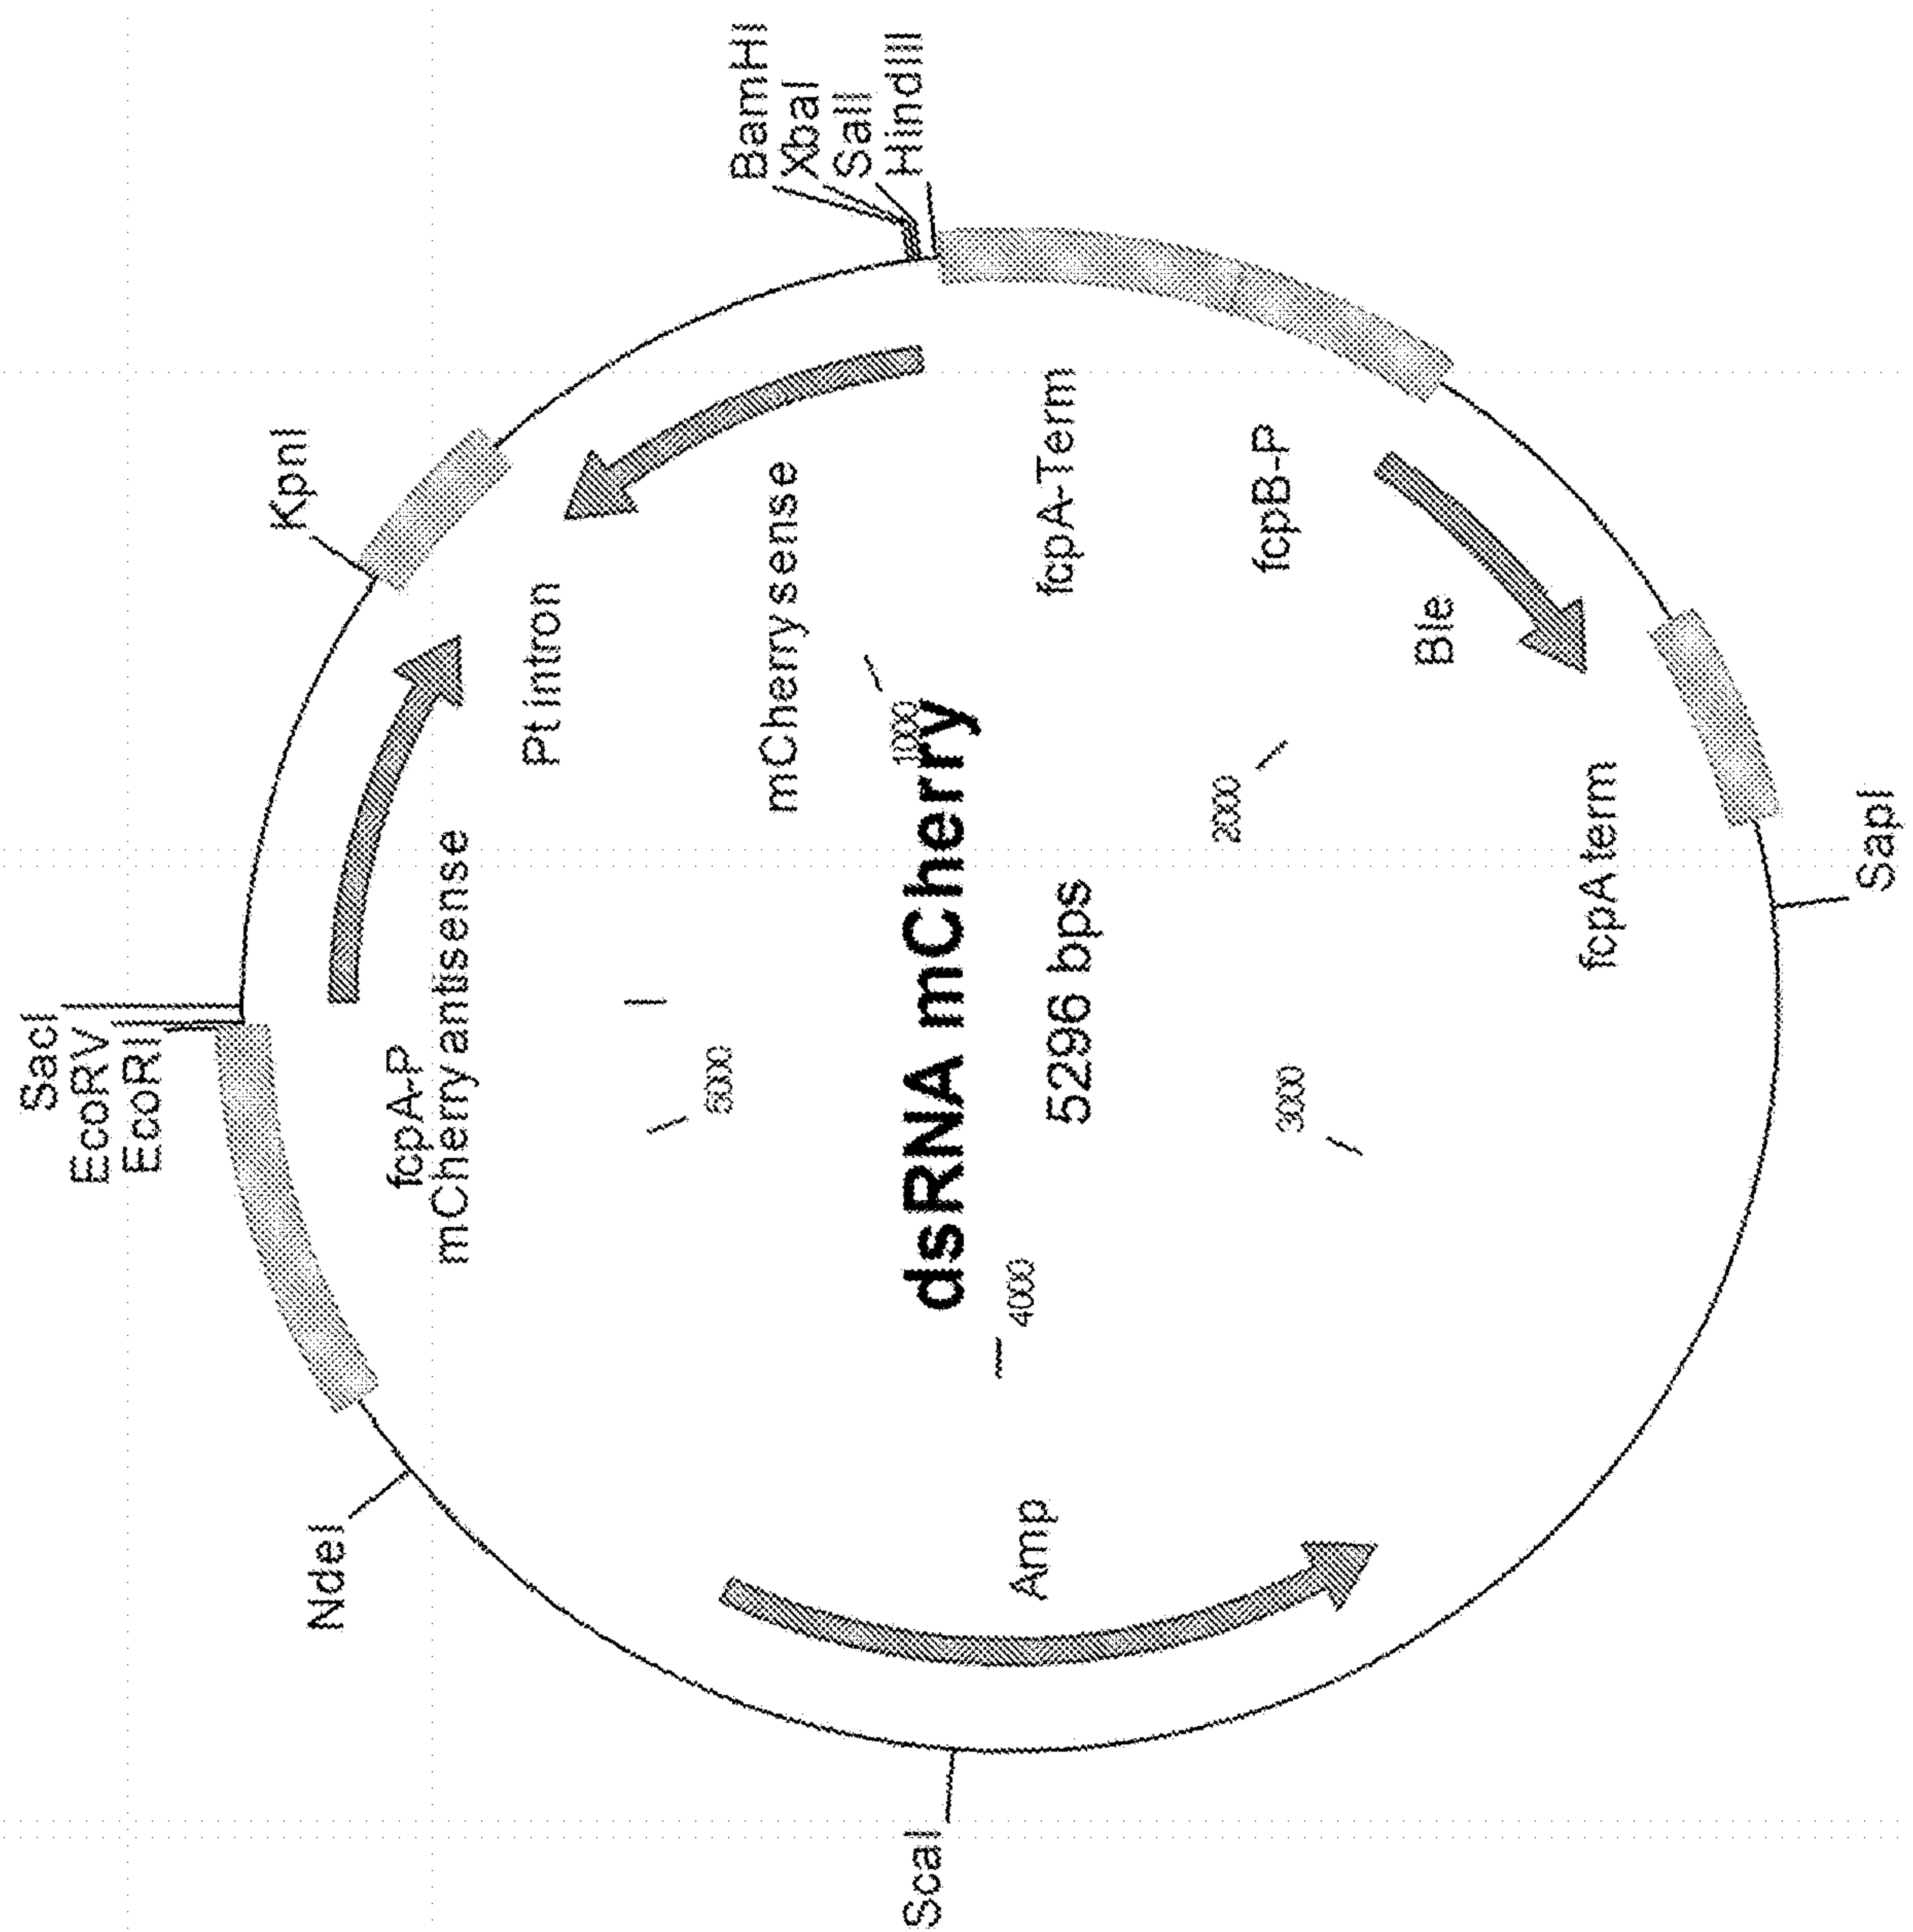 SacI
EcoRV
EcoRI
KpnI
BamHI
XbaI
SalI
HindIII
NdeI
ScaI
SapI
fcpA-P
mCherry antisense
Pt intron
mCherry sense
fcpA-Term
fcpB-P
Ble
fcpA term
Amp
1000
2000
3000
4000
5000
dsRNA mCherry
5296 bps